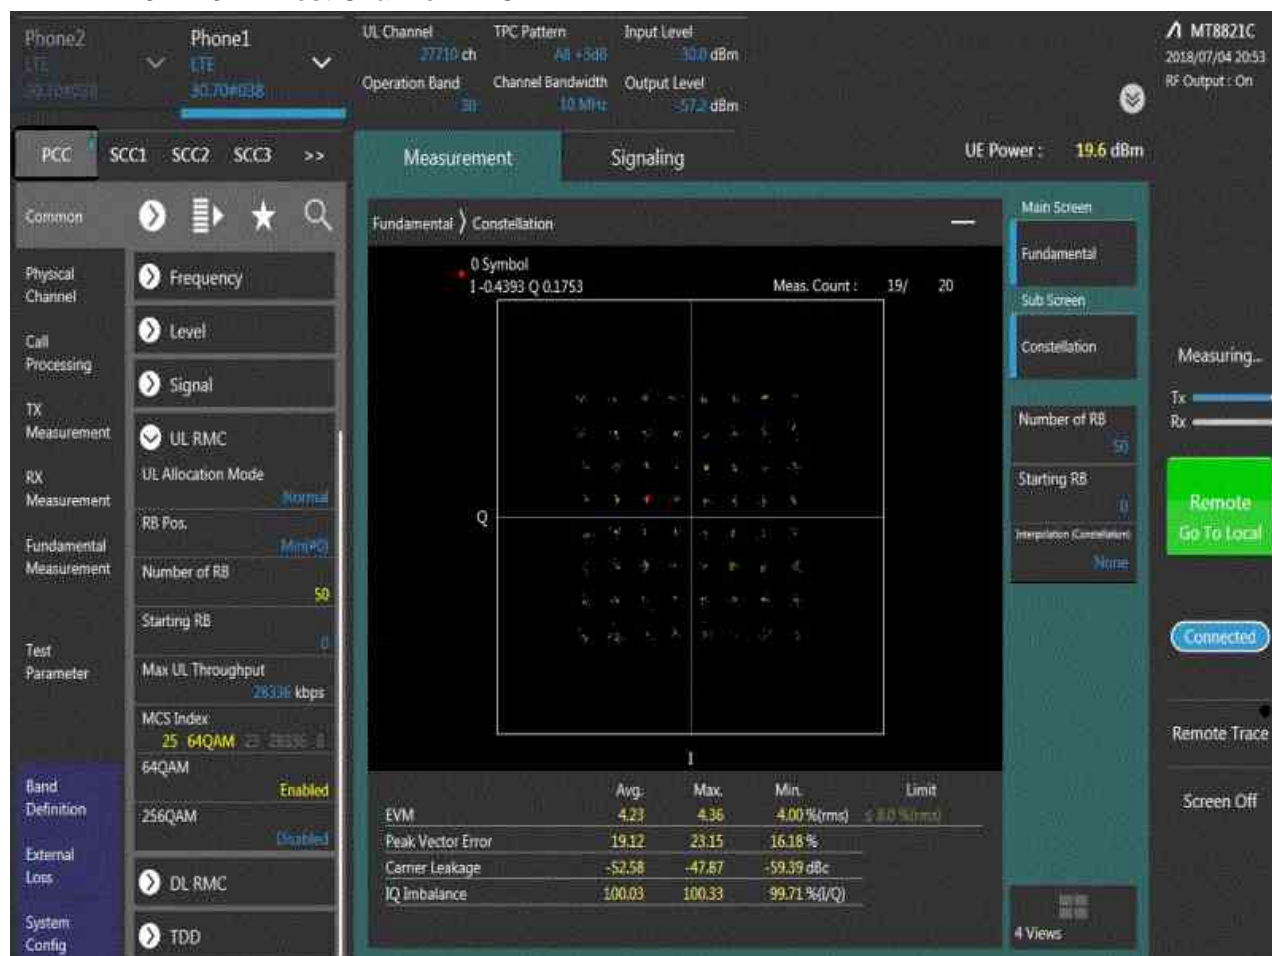 Phone2
Phone1
LTE
LTE
30.70#038
UL Channel
TPC Pattern
Input Level
27710 ch
All +3dB
30.0 dBm
Operation Band
Channel Bandwidth
Output Level
30
10 MHz
-57.2 dBm
MT8821C
2018/07/04 20:53
RF Output : On
PCC
SCC1
SCC2
SCC3
>>
Measurement
Signaling
UE Power :
19.6 dBm
Common
Physical
Channel
Call
Processing
TX
Measurement
RX
Measurement
Fundamental
Measurement
Test
Parameter
Band
Definition
External
Loss
System
Config
Frequency
Level
Signal
UL RMC
UL Allocation Mode
Normal
RB Pos.
Min(#0)
Number of RB
50
Starting RB
0
Max UL Throughput
28336 kbps
MCS Index
25 64QAM 23 28336 0
64QAM
Enabled
256QAM
Disabled
DL RMC
TDD
Fundamental
Constellation
0 Symbol
I -0.4393 Q 0.1753
Meas. Count : 19/ 20
Q
I
Avg. Max. Min. Limit
EVM 4.23 4.36 4.00 %(rms) ≤ 8.0 %(rms)
Peak Vector Error 19.12 23.15 16.18 %
Carrier Leakage -52.58 -47.87 -59.39 dBc
IQ Imbalance 100.03 100.33 99.71 %(I/Q)
Main Screen
Fundamental
Sub Screen
Constellation
Number of RB
50
Starting RB
0
Interpolation (Constellation)
None
4 Views
Measuring...
Tx
Rx
Remote
Go To Local
Connected
Remote Trace
Screen Off